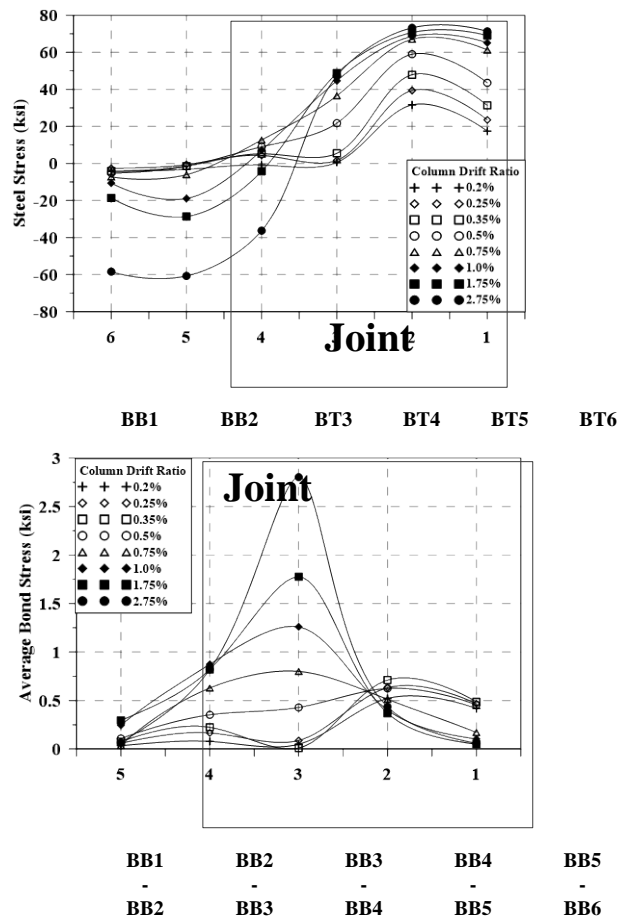 80
60
40
20
0
-20
-40
-60
-80
Steel Stress (ksi)
Column Drift Ratio
0.2%
0.25%
0.35%
0.5%
0.75%
1.0%
1.75%
2.75%
6 5 4 3 2 1
Joint
BB1 BB2 BT3 BT4 BT5 BT6
3
2.5
2
1.5
1
0.5
0
Average Bond Stress (ksi)
Column Drift Ratio
0.2%
0.25%
0.35%
0.5%
0.75%
1.0%
1.75%
2.75%
Joint
5 4 3 2 1
BB1 BB2 BB3 BB4 BB5
- - - - -
BB2 BB3 BB4 BB5 BB6